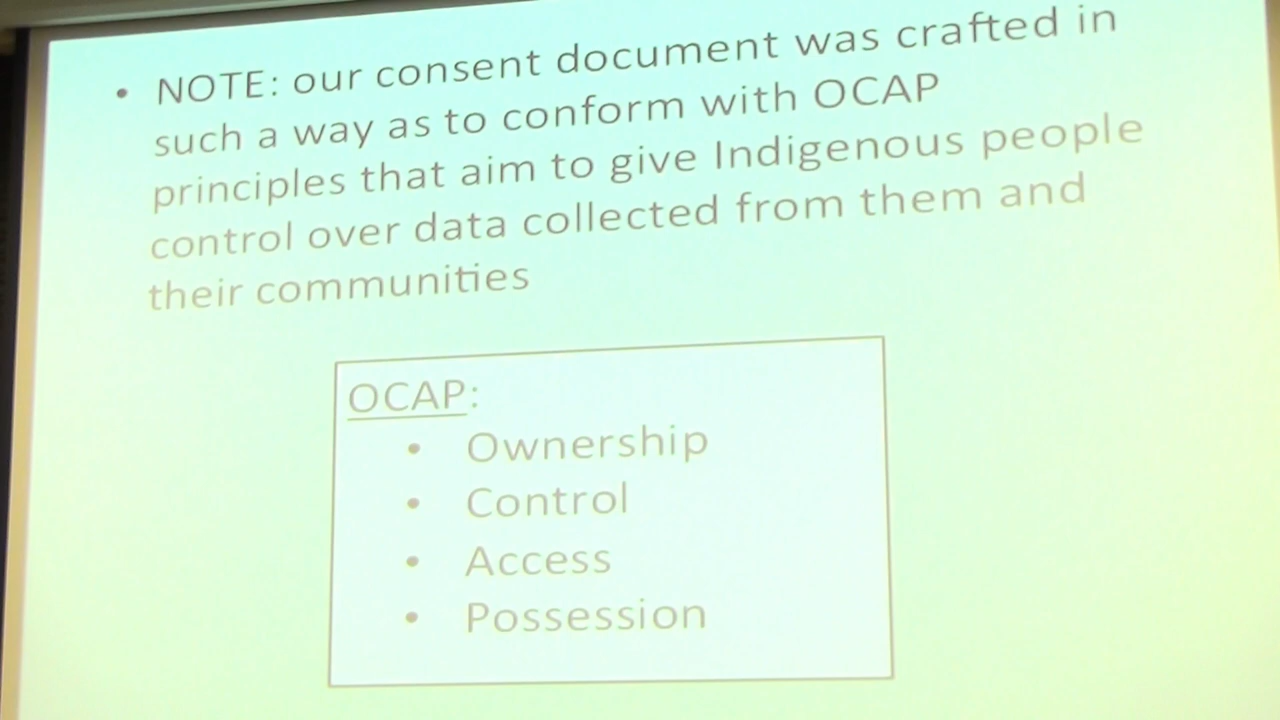 • NOTE: our consent document was crafted in
such a way as to conform with OCAP
principles that aim to give Indigenous people
control over data collected from them and
their communities
OCAP:
• Ownership
• Control
• Access
• Possession